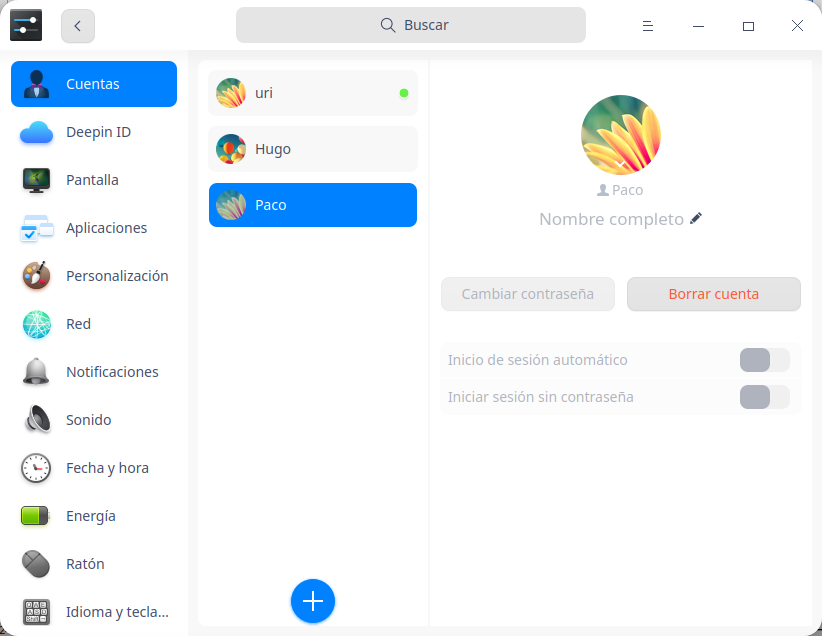 Buscar
Cuentas
Deepin ID
Pantalla
Aplicaciones
Personalización
Red
Notificaciones
Sonido
Fecha y hora
Energía
Ratón
Idioma y tecla...
uri
Hugo
Paco
Paco
Nombre completo
Cambiar contraseña
Borrar cuenta
Inicio de sesión automático
Iniciar sesión sin contraseña